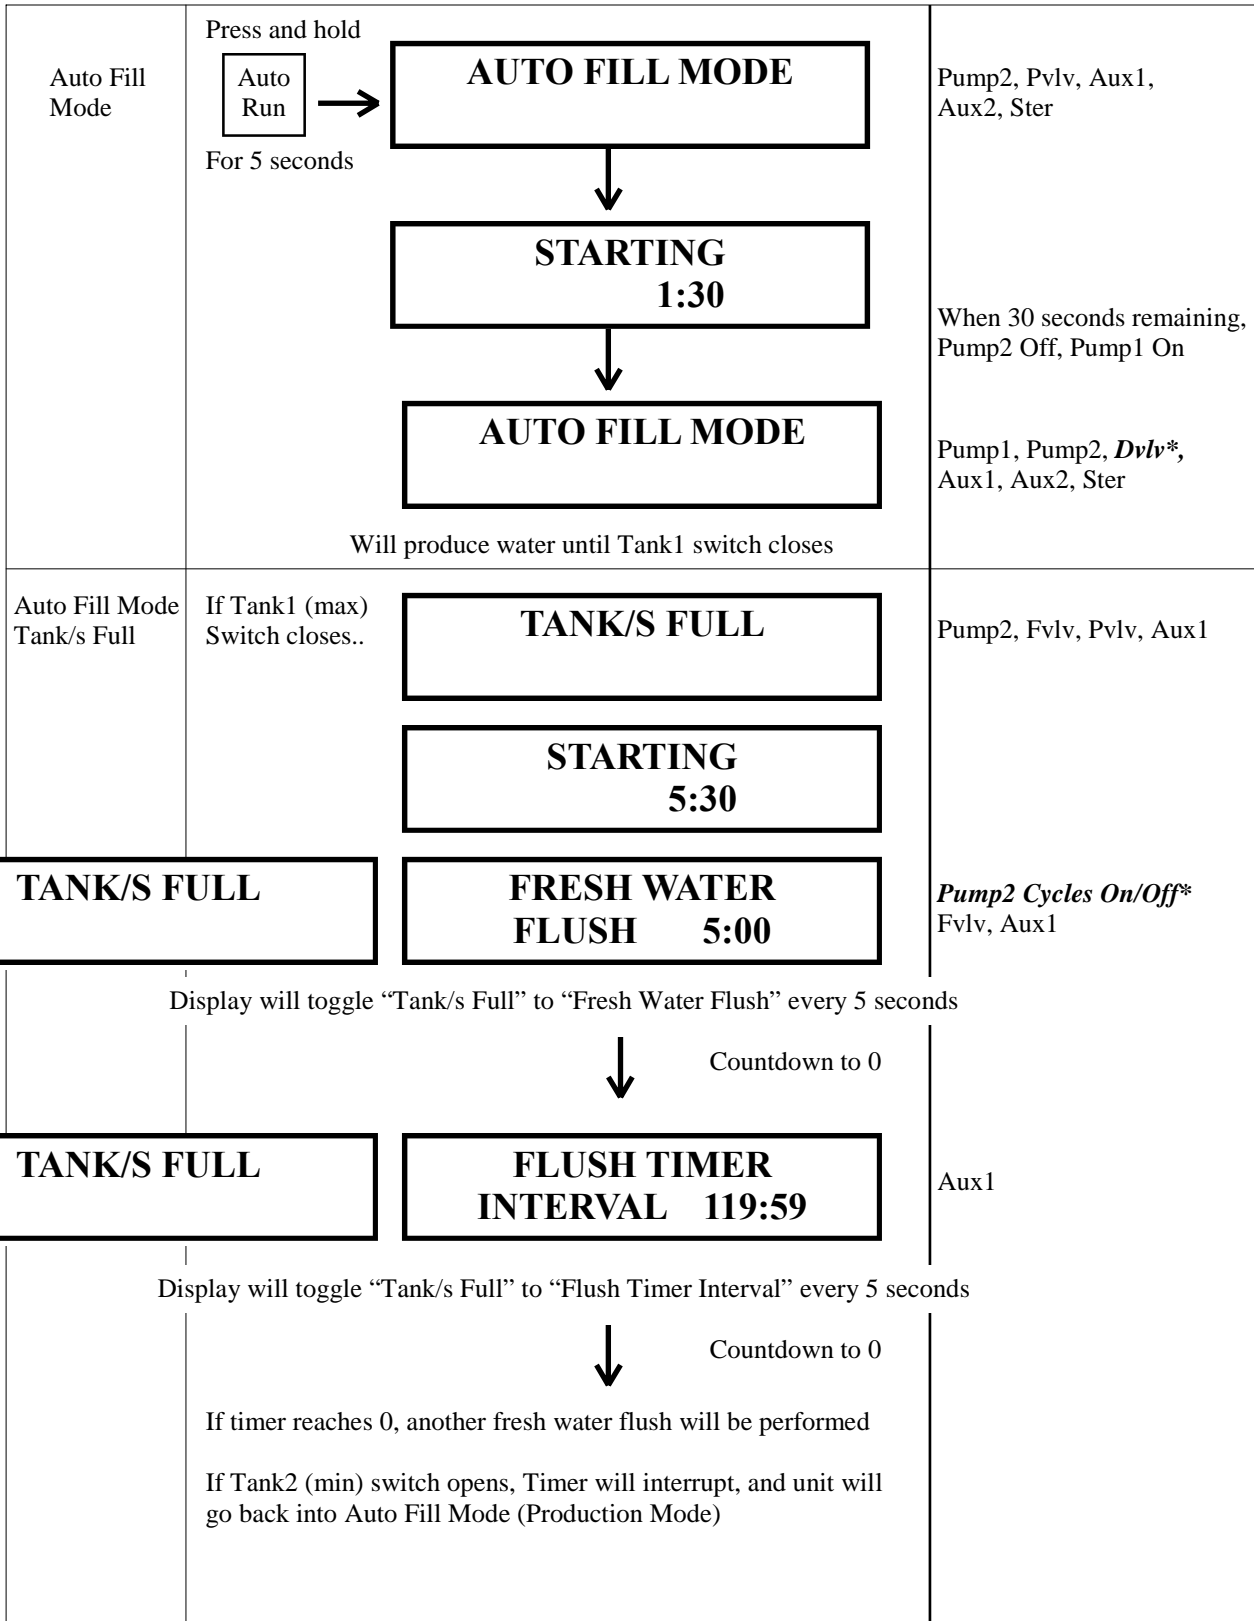 Auto Fill
Mode
Press and hold
Auto
Run
For 5 seconds
AUTO FILL MODE
Pump2, Pvlv, Aux1,
Aux2, Ster
STARTING
1:30
When 30 seconds remaining,
Pump2 Off, Pump1 On
AUTO FILL MODE
Pump1, Pump2, Dvlv*,
Aux1, Aux2, Ster
Will produce water until Tank1 switch closes
Auto Fill Mode
Tank/s Full
If Tank1 (max)
Switch closes..
TANK/S FULL
Pump2, Fvlv, Pvlv, Aux1
STARTING
5:30
TANK/S FULL
FRESH WATER
FLUSH 5:00
Pump2 Cycles On/Off*
Fvlv, Aux1
Display will toggle “Tank/s Full” to “Fresh Water Flush” every 5 seconds
Countdown to 0
TANK/S FULL
FLUSH TIMER
INTERVAL 119:59
Aux1
Display will toggle “Tank/s Full” to “Flush Timer Interval” every 5 seconds
Countdown to 0
If timer reaches 0, another fresh water flush will be performed
If Tank2 (min) switch opens, Timer will interrupt, and unit will
go back into Auto Fill Mode (Production Mode)